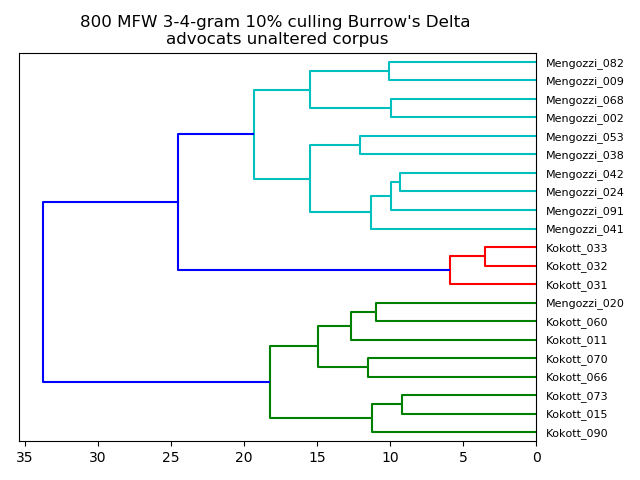 800 MFW 3-4-gram 10% culling Burrow's Delta
advocats unaltered corpus
Mengozzi_082
Mengozzi_009
Mengozzi_068
Mengozzi_002
Mengozzi_053
Mengozzi_038
Mengozzi_042
Mengozzi_024
Mengozzi_091
Mengozzi_041
Kokott_033
Kokott_032
Kokott_031
Mengozzi_020
Kokott_060
Kokott_011
Kokott_070
Kokott_066
Kokott_073
Kokott_015
Kokott_090
35 30 25 20 15 10 5 0